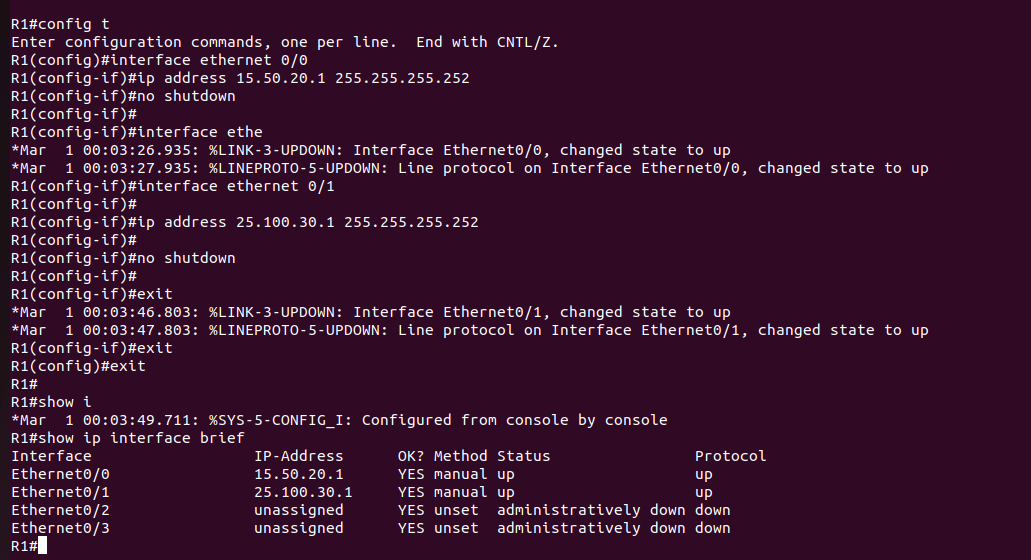 R1#config t
Enter configuration commands, one per line.  End with CNTL/Z.
R1(config)#interface ethernet 0/0
R1(config-if)#ip address 15.50.20.1 255.255.255.252
R1(config-if)#no shutdown
R1(config-if)#
R1(config-if)#interface ethe
*Mar  1 00:03:26.935: %LINK-3-UPDOWN: Interface Ethernet0/0, changed state to up
*Mar  1 00:03:27.935: %LINEPROTO-5-UPDOWN: Line protocol on Interface Ethernet0/0, changed state to up
R1(config-if)#interface ethernet 0/1
R1(config-if)#
R1(config-if)#ip address 25.100.30.1 255.255.255.252
R1(config-if)#
R1(config-if)#no shutdown
R1(config-if)#
R1(config-if)#exit
*Mar  1 00:03:46.803: %LINK-3-UPDOWN: Interface Ethernet0/1, changed state to up
*Mar  1 00:03:47.803: %LINEPROTO-5-UPDOWN: Line protocol on Interface Ethernet0/1, changed state to up
R1(config-if)#exit
R1(config)#exit
R1#
R1#show i
*Mar  1 00:03:49.711: %SYS-5-CONFIG_I: Configured from console by console
R1#show ip interface brief
Interface                  IP-Address      OK? Method Status                Protocol
Ethernet0/0                15.50.20.1      YES manual up                    up
Ethernet0/1                25.100.30.1     YES manual up                    up
Ethernet0/2                unassigned      YES unset  administratively down down
Ethernet0/3                unassigned      YES unset  administratively down down
R1#